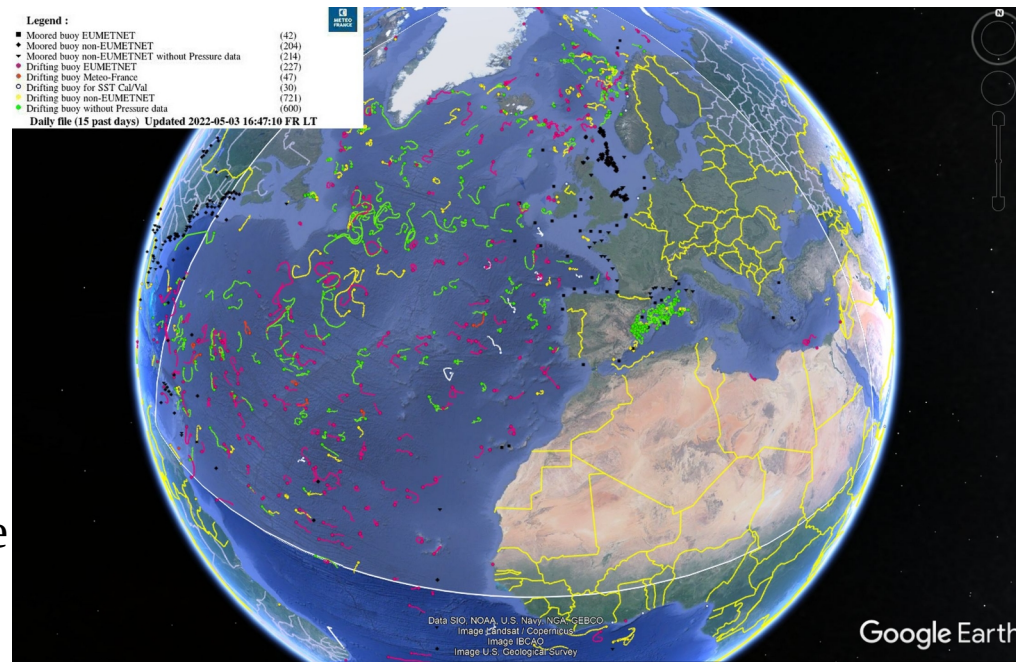 Legend :
METEO
FRANCE
Moored buoy EUMETNET (42)
Moored buoy non-EUMETNET (204)
Moored buoy non-EUMETNET without Pressure data (214)
Drifting buoy EUMETNET (227)
Drifting buoy Meteo-France (47)
Drifting buoy for SST Cal/Val (30)
Drifting buoy non-EUMETNET (721)
Drifting buoy without Pressure data (600)
Daily file (15 past days) Updated 2022-05-03 16:47:10 FR LT
N
e
Data SIO, NOAA, U.S. Navy, NGA, GEBCO
Image Landsat / Copernicus
Image IBCAO
Image U.S. Geological Survey
Google Earth